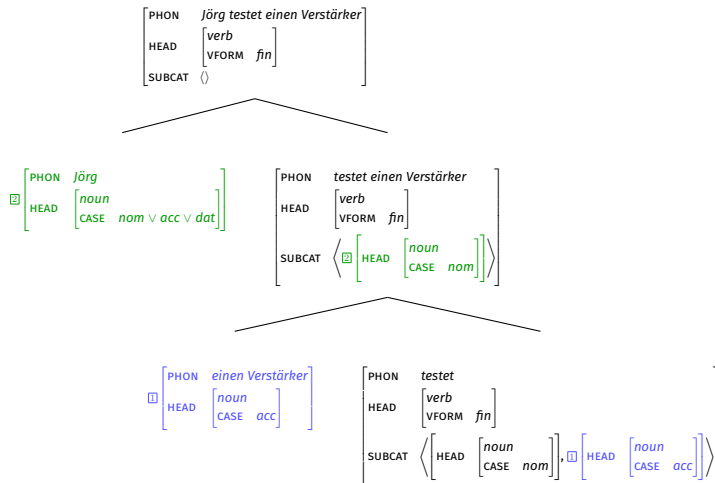 PHON Jörg testet einen Verstärker
HEAD verb
VFORM fin
SUBCAT ⟨⟩
2 PHON Jörg
HEAD noun
CASE nom ∨ acc ∨ dat
PHON testet einen Verstärker
HEAD verb
VFORM fin
SUBCAT ⟨ 2 HEAD noun
CASE nom ⟩
1 PHON einen Verstärker
HEAD noun
CASE acc
PHON testet
HEAD verb
VFORM fin
SUBCAT ⟨ HEAD noun
CASE nom , 1 HEAD noun
CASE acc ⟩